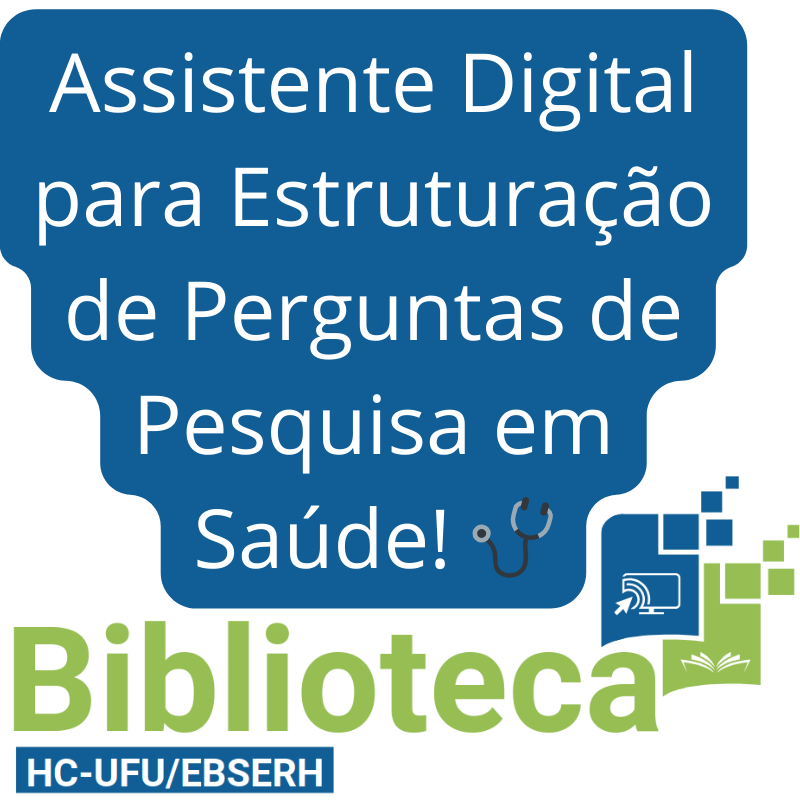 Assistente Digital
para Estruturação
de Perguntas de
Pesquisa em
Saúde!
Biblioteca
HC-UFU/EBSERH